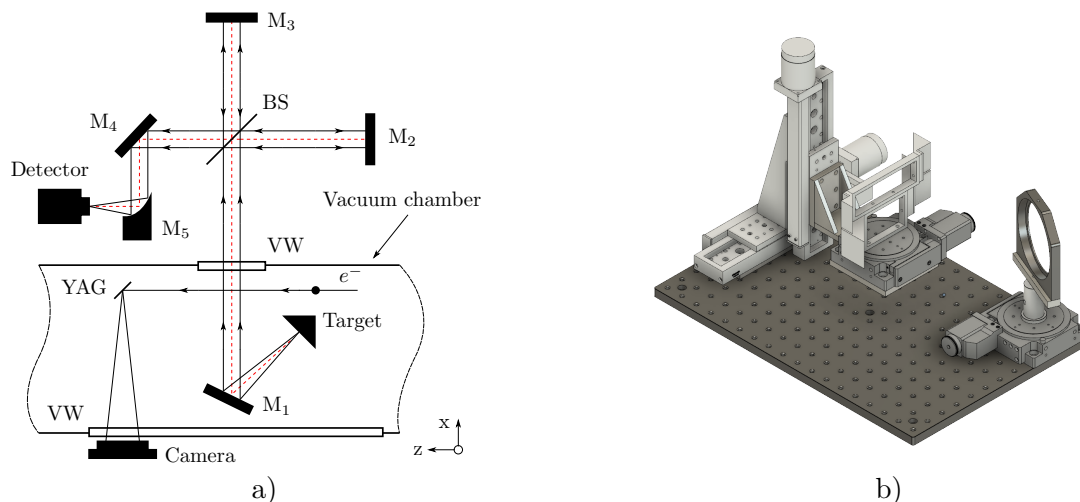 M₃
BS
M₄
M₂
Detector
Vacuum chamber
M₅
VW
YAG
e⁻
Target
M₁
VW
x
z
Camera
a)
b)